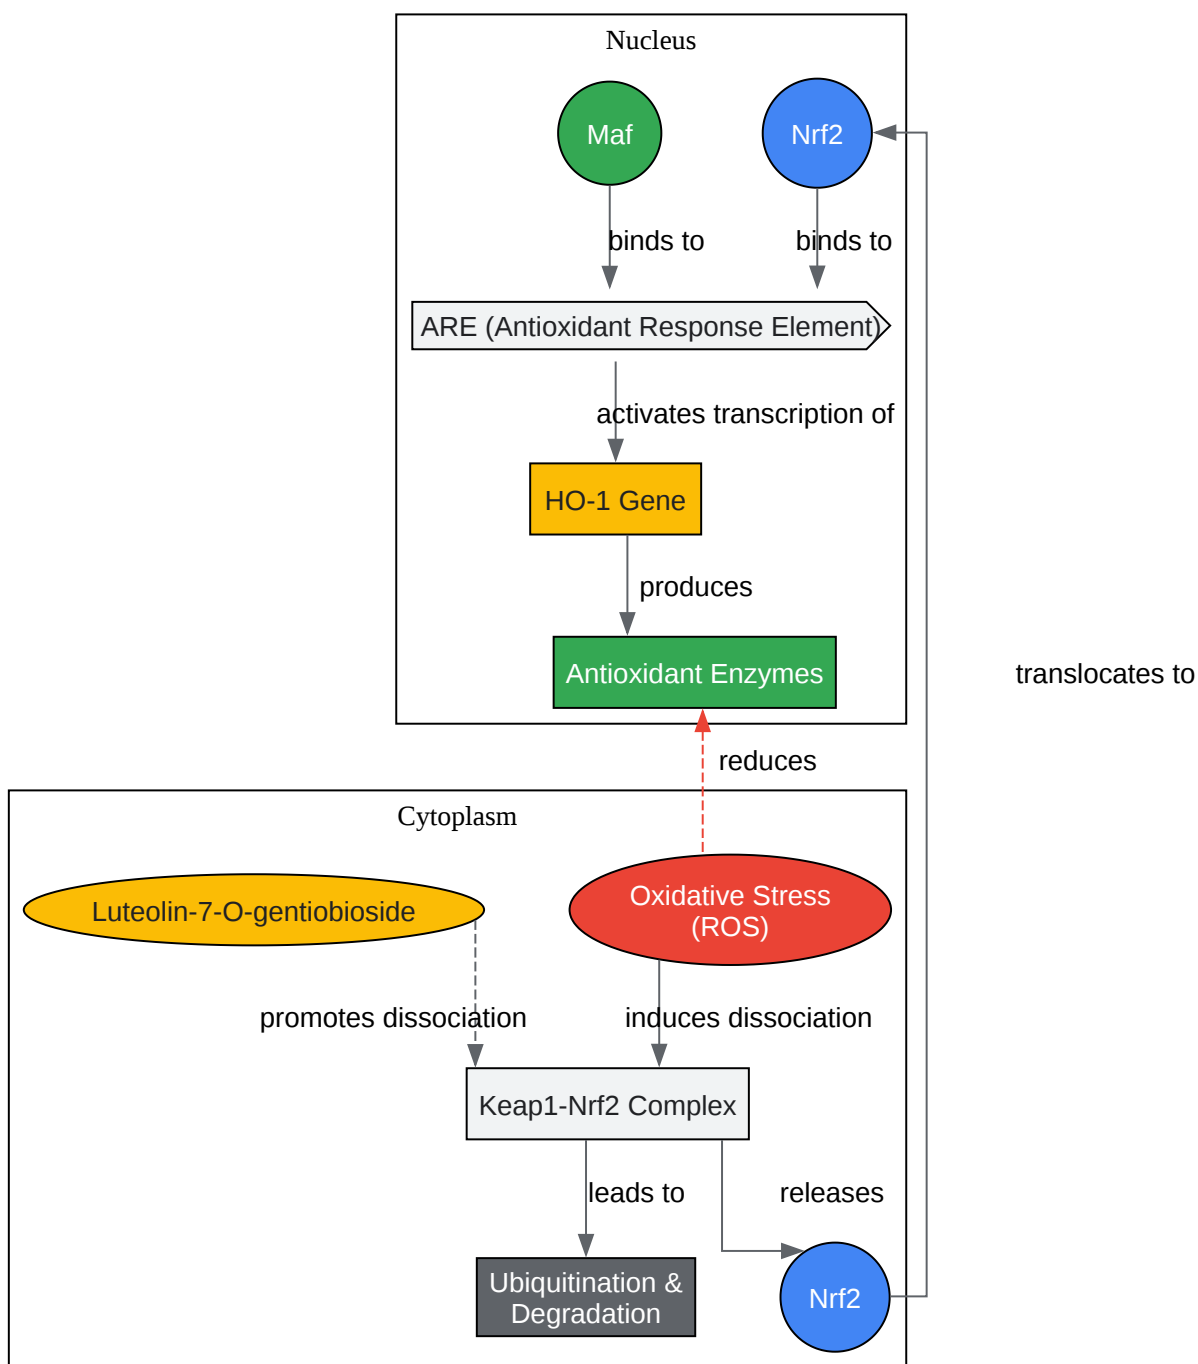 Nucleus
Maf
Nrf2
binds to
binds to
ARE (Antioxidant Response Element)
activates transcription of
HO-1 Gene
produces
Antioxidant Enzymes
translocates to
reduces
Cytoplasm
Luteolin-7-O-gentiobioside
Oxidative Stress
(ROS)
promotes dissociation
induces dissociation
Keap1-Nrf2 Complex
leads to
releases
Ubiquitination &
Degradation
Nrf2